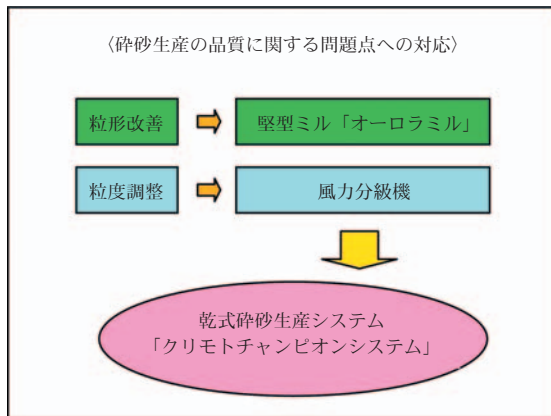 〈砕砂生産の品質に関する問題点への対応〉
粒形改善
堅型ミル「オーロラミル」
粒度調整
風力分級機
乾式砕砂生産システム
「クリモトチャンピオンシステム」